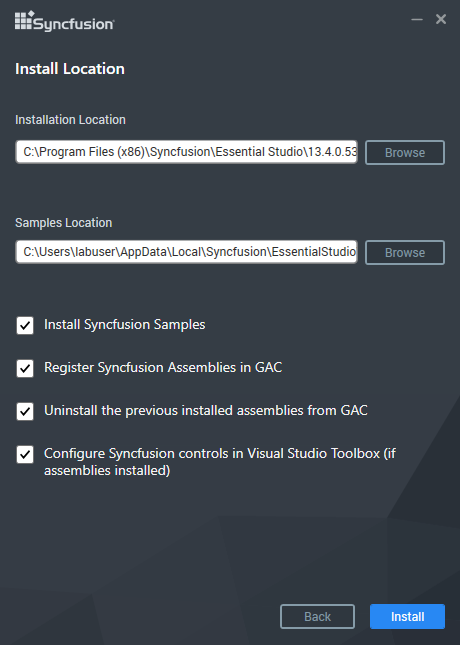 Syncfusion
Install Location
Installation Location
C:\Program Files (x86)\Syncfusion\Essential Studio\13.4.0.53
Browse
Samples Location
C:\Users\labuser\AppData\Local\Syncfusion\EssentialStudio
Browse
Install Syncfusion Samples
Register Syncfusion Assemblies in GAC
Uninstall the previous installed assemblies from GAC
Configure Syncfusion controls in Visual Studio Toolbox (if
assemblies installed)
Back
Install